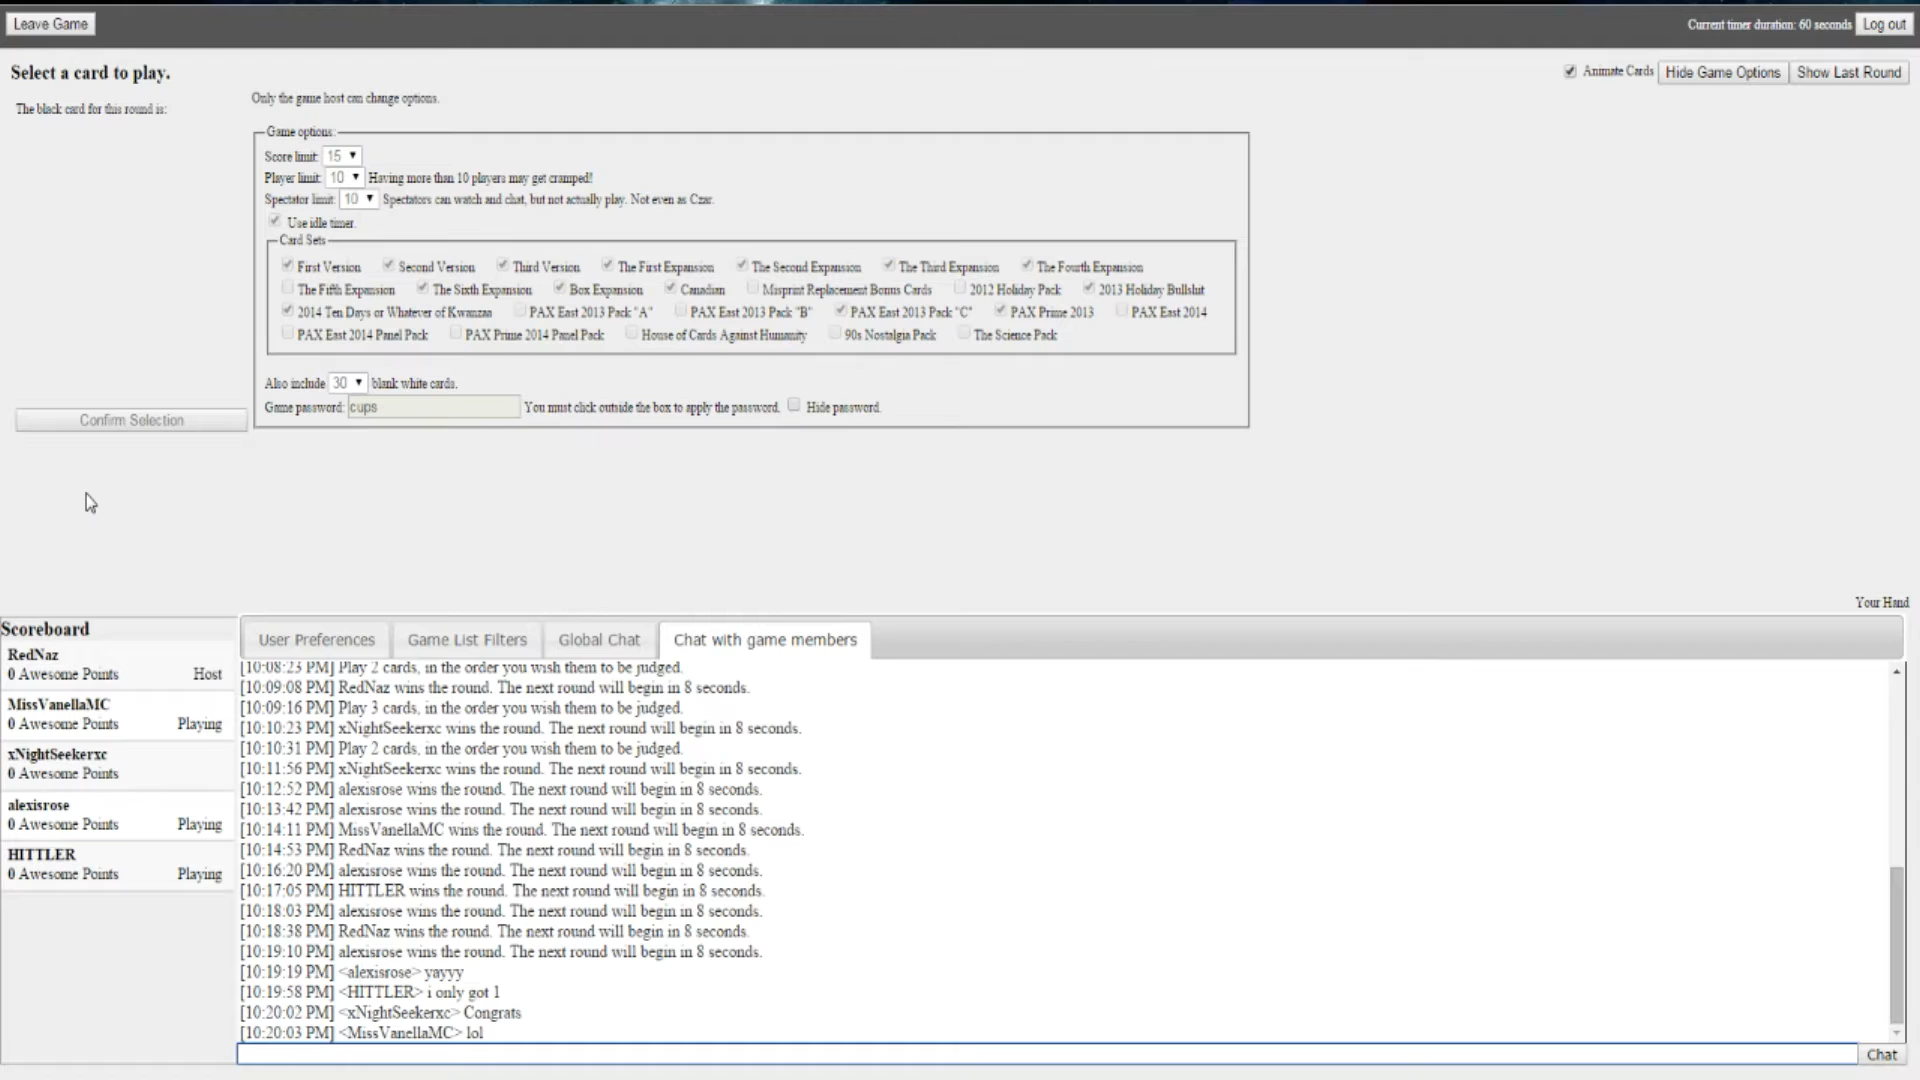 Leave Game
Current timer duration: 60 seconds Log out
Select a card to play.
Animate Cards Hide Game Options Show Last Round
The black card for this round is:
Only the game host can change options.
Game options:
Score limit: 15
Player limit: 10 Having more than 10 players may get cramped!
Spectator limit: 10 Spectators can watch and chat, but not actually play. Not even as Czar.
Use idle timer.
Card Sets
First Version Second Version Third Version The First Expansion The Second Expansion The Third Expansion The Fourth Expansion
The Fifth Expansion The Sixth Expansion Box Expansion Canadian Misprint Replacement Bonus Cards 2012 Holiday Pack 2013 Holiday Bullshit
2014 Ten Days or Whatever of Kwanzaa PAX East 2013 Pack "A" PAX East 2013 Pack "B" PAX East 2013 Pack "C" PAX Prime 2013 PAX East 2014
PAX East 2014 Panel Pack PAX Prime 2014 Panel Pack House of Cards Against Humanity 90s Nostalgia Pack The Science Pack
Also include 30 blank white cards.
Game password: cups You must click outside the box to apply the password. Hide password.
Confirm Selection
Your Hand
Scoreboard
RedNaz
0 Awesome Points Host
MissVanellaMC
0 Awesome Points Playing
xNightSeekerxc
0 Awesome Points
alexisrose
0 Awesome Points Playing
HITTLER
0 Awesome Points Playing
User Preferences Game List Filters Global Chat Chat with game members
[10:08:23 PM] Play 2 cards, in the order you wish them to be judged.
[10:09:08 PM] RedNaz wins the round. The next round will begin in 8 seconds.
[10:09:16 PM] Play 3 cards, in the order you wish them to be judged.
[10:10:23 PM] xNightSeekerxc wins the round. The next round will begin in 8 seconds.
[10:10:31 PM] Play 2 cards, in the order you wish them to be judged.
[10:11:56 PM] xNightSeekerxc wins the round. The next round will begin in 8 seconds.
[10:12:52 PM] alexisrose wins the round. The next round will begin in 8 seconds.
[10:13:42 PM] alexisrose wins the round. The next round will begin in 8 seconds.
[10:14:11 PM] MissVanellaMC wins the round. The next round will begin in 8 seconds.
[10:14:53 PM] RedNaz wins the round. The next round will begin in 8 seconds.
[10:16:20 PM] alexisrose wins the round. The next round will begin in 8 seconds.
[10:17:05 PM] HITTLER wins the round. The next round will begin in 8 seconds.
[10:18:03 PM] alexisrose wins the round. The next round will begin in 8 seconds.
[10:18:38 PM] RedNaz wins the round. The next round will begin in 8 seconds.
[10:19:10 PM] alexisrose wins the round. The next round will begin in 8 seconds.
[10:19:19 PM] <alexisrose> yayyy
[10:19:58 PM] <HITTLER> i only got 1
[10:20:02 PM] <xNightSeekerxc> Congrats
[10:20:03 PM] <MissVanellaMC> lol
Chat